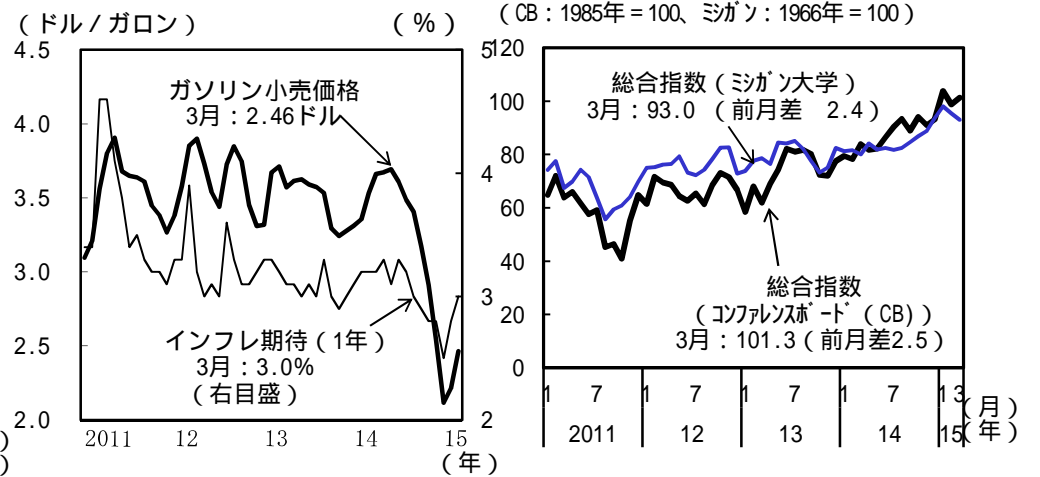 (ドル/ガロン)
(%)
4.5
4.0
3.5
3.0
2.5
2.0
5
4
3
2
ガソリン小売価格
3月:2.46ドル
インフレ期待(1年)
3月:3.0%
(右目盛)
2011 12 13 14 15
(年)
)
)
(CB:1985年=100、ミシガン:1966年=100)
120
100
80
60
40
20
0
総合指数(ミシガン大学)
3月:93.0 (前月差 2.4)
総合指数
(コンファレンスボード(CB))
3月:101.3(前月差2.5)
1 7 1 7 1 7 1 7 1 3
(月)
2011 12 13 14 15
(年)